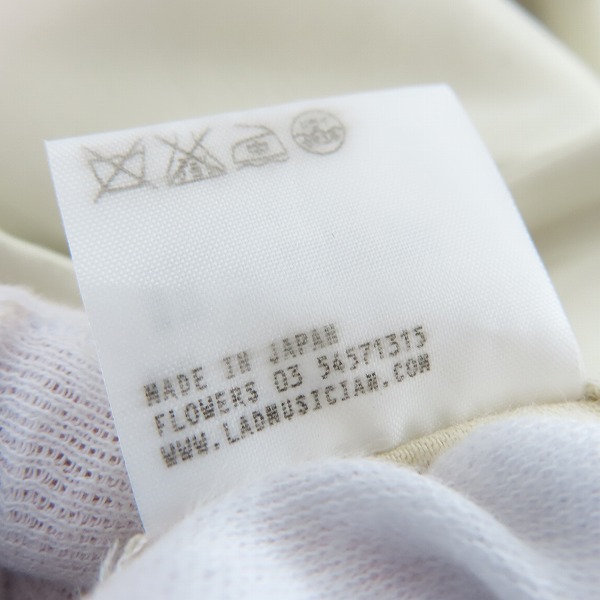 MADE IN JAPAN
FLOWERS 03 54571315
WWW.LADMUSICIAN.COM